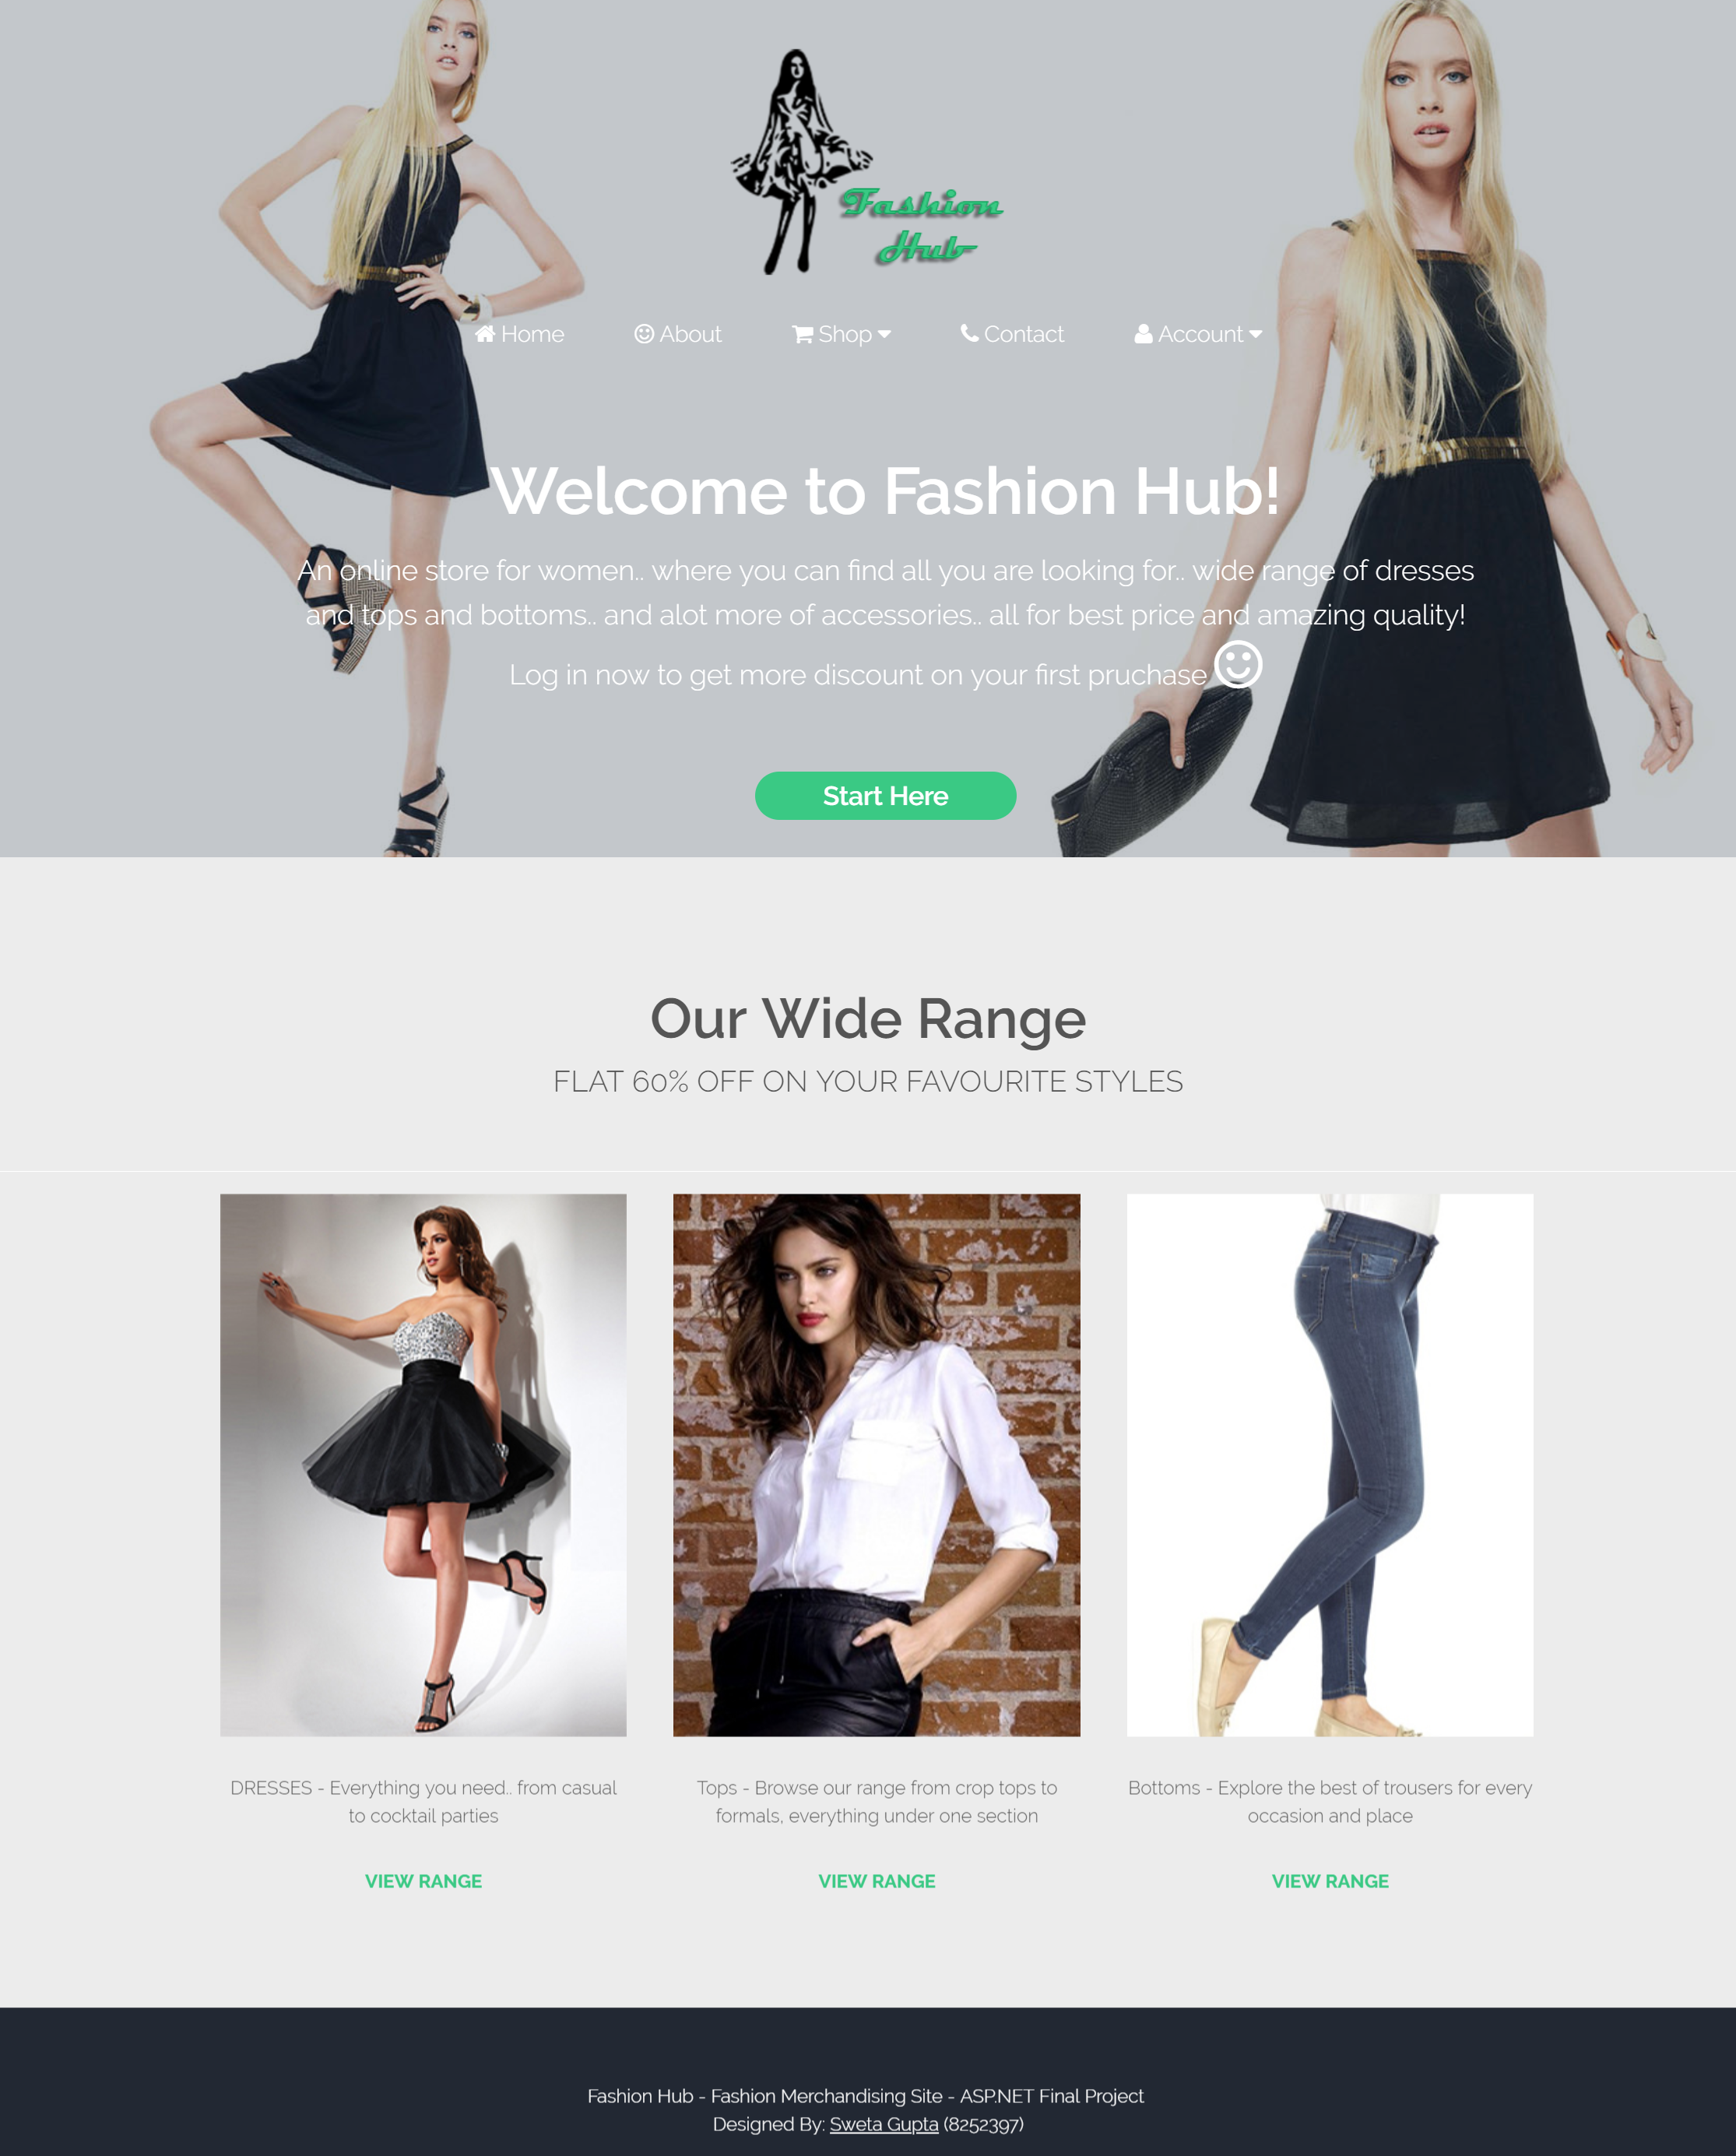 Fashion
Hub
Home About Shop Contact Account
Welcome to Fashion Hub!
An online store for women.. where you can find all you are looking for.. wide range of dresses
and tops and bottoms.. and alot more of accessories.. all for best price and amazing quality!
Log in now to get more discount on your first pruchase
Start Here
Our Wide Range
FLAT 60% OFF ON YOUR FAVOURITE STYLES
DRESSES - Everything you need.. from casual
to cocktail parties
VIEW RANGE
Tops - Browse our range from crop tops to
formals, everything under one section
VIEW RANGE
Bottoms - Explore the best of trousers for every
occasion and place
VIEW RANGE
Fashion Hub - Fashion Merchandising Site - ASP.NET Final Project
Designed By: Sweta Gupta (8252397)